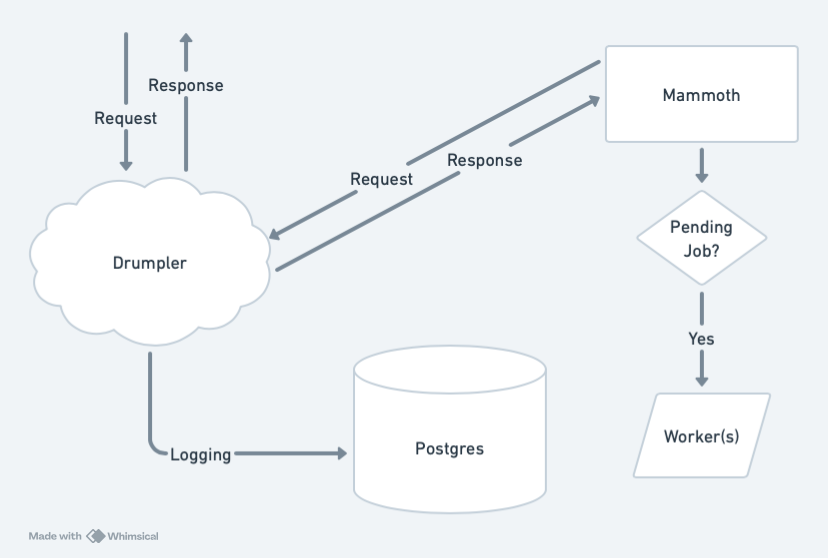 Response
Request
Mammoth
Response
Request
Pending
Job?
Drumpler
Yes
Worker(s)
Postgres
Logging
Made with Whimsical